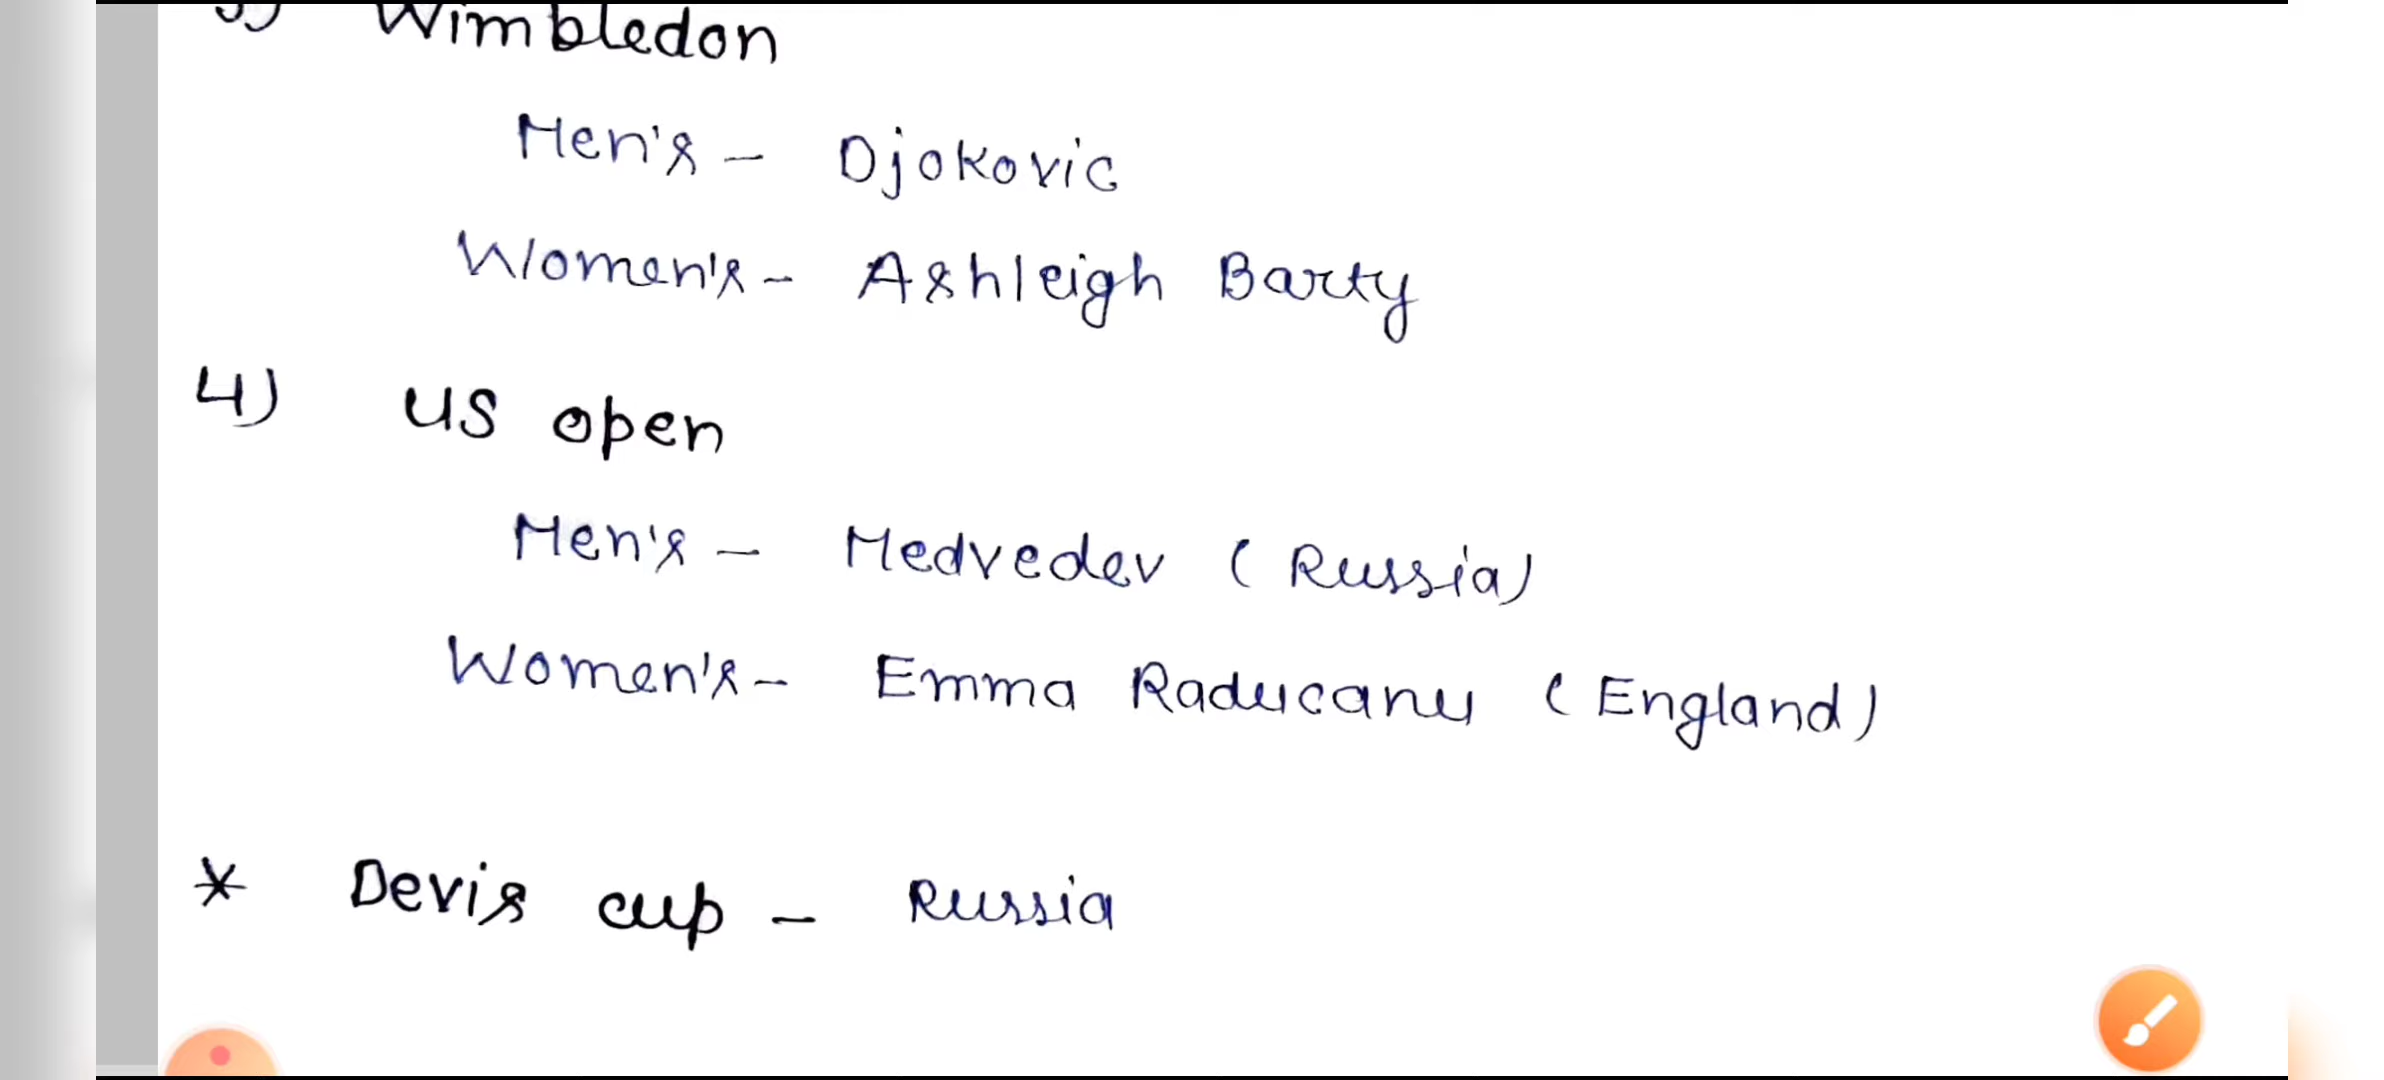 3) Wimbledon
Men's - Djokovic
Women's - Ashleigh Barty
4) US open
Men's - Medvedev (Russia)
Women's - Emma Raducanu (England)
* Devis cup - Russia